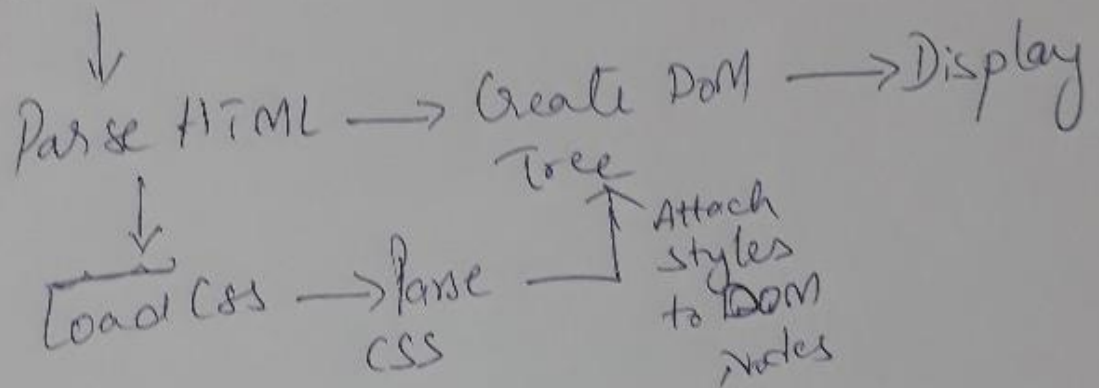 Parse HTML → Create DOM → Display
Tree
Load CSS → Parse
CSS
Attach
styles
to DOM
Nodes